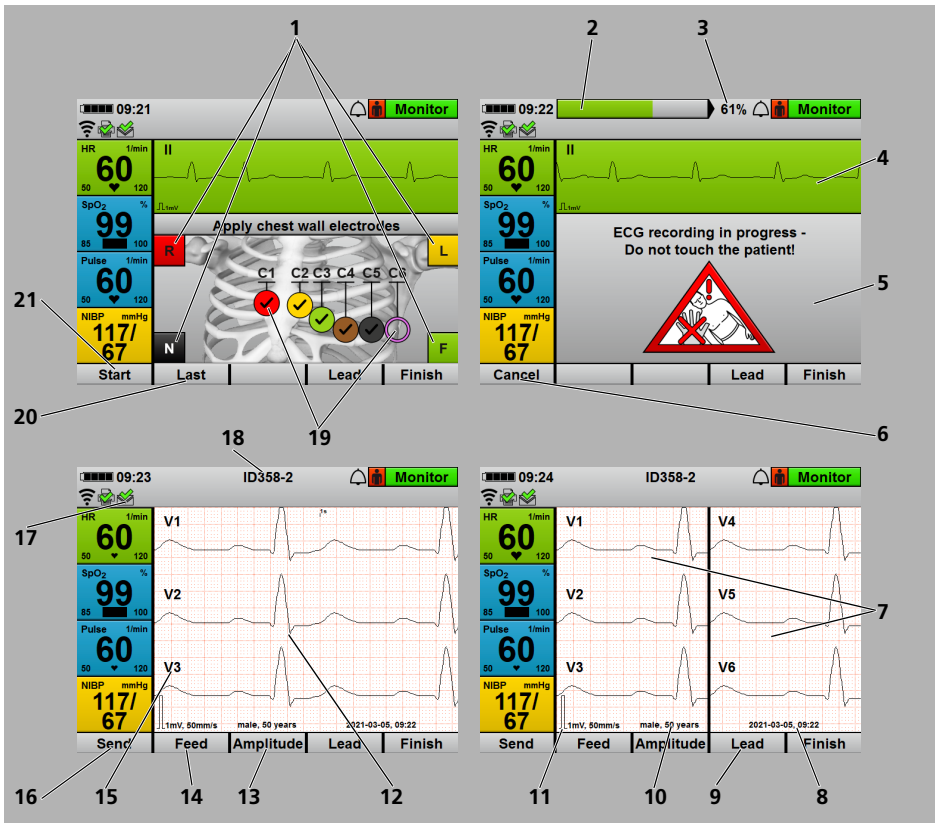 1
2
3
09:21
Monitor
HR 1/min
60
50 120
SpO2 %
99
85 100
Pulse 1/min
60
50 120
NIBP mmHg
117/
67
II
1mV
Apply chest wall electrodes
R
L
C1 C2 C3 C4 C5 C6
N
F
Start
Last
Lead
Finish
09:22
61%
Monitor
HR 1/min
60
50 120
SpO2 %
99
85 100
Pulse 1/min
60
50 120
NIBP mmHg
117/
67
II
1mV
ECG recording in progress -
Do not touch the patient!
Cancel
Lead
Finish
4
5
6
21
20
19
18
09:23
ID358-2
Monitor
HR 1/min
60
50 120
SpO2 %
99
85 100
Pulse 1/min
60
50 120
NIBP mmHg
117/
67
V1
1s
V2
V3
1mV, 50mm/s male, 50 years 2021-03-05, 09:22
Send
Feed
Amplitude
Lead
Finish
09:24
ID358-2
Monitor
HR 1/min
60
50 120
SpO2 %
99
85 100
Pulse 1/min
60
50 120
NIBP mmHg
117/
67
V1
V4
V2
V5
V3
V6
1mV, 50mm/s male, 50 years 2021-03-05, 09:22
Send
Feed
Amplitude
Lead
Finish
17
7
16
15
14
13
12
11
10
9
8